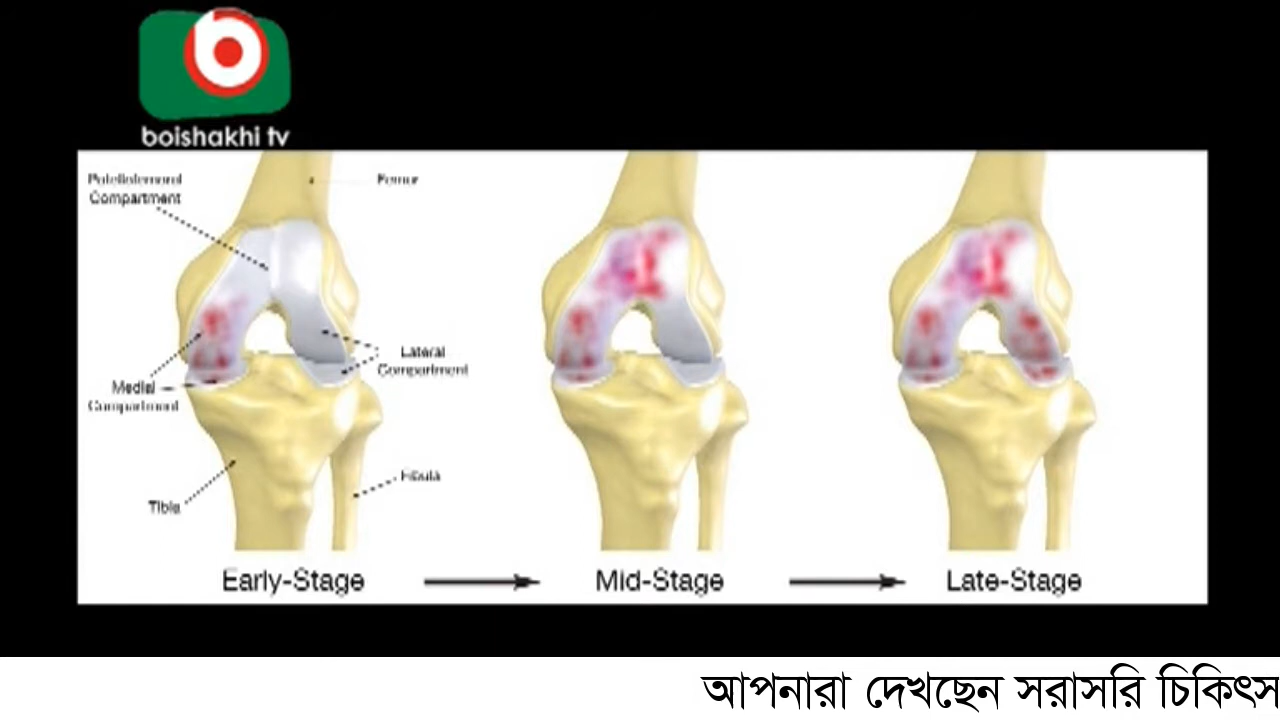 boishakhi tv
Patellofemoral
Compartment
Femur
Lateral
Compartment
Medial
Compartment
Tibia
Fibula
Early-Stage
Mid-Stage
Late-Stage
আপনারা দেখছেন সরাসরি চিকিৎস